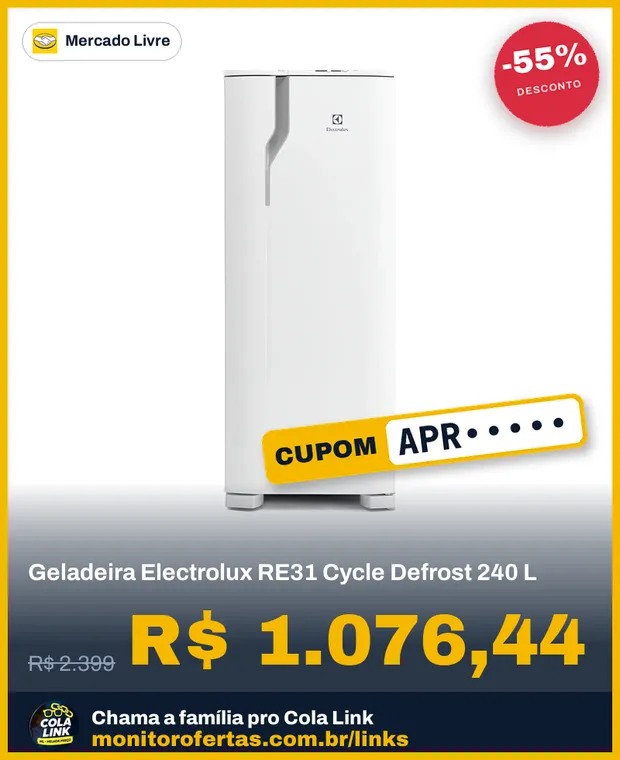 Mercado Livre
-55%
DESCONTO
Electrolux
CUPOM APR•••••
Geladeira Electrolux RE31 Cycle Defrost 240 L
R$ 2.399
R$ 1.076,44
COLA
LINK
Chama a família pro Cola Link
monitorofertas.com.br/links